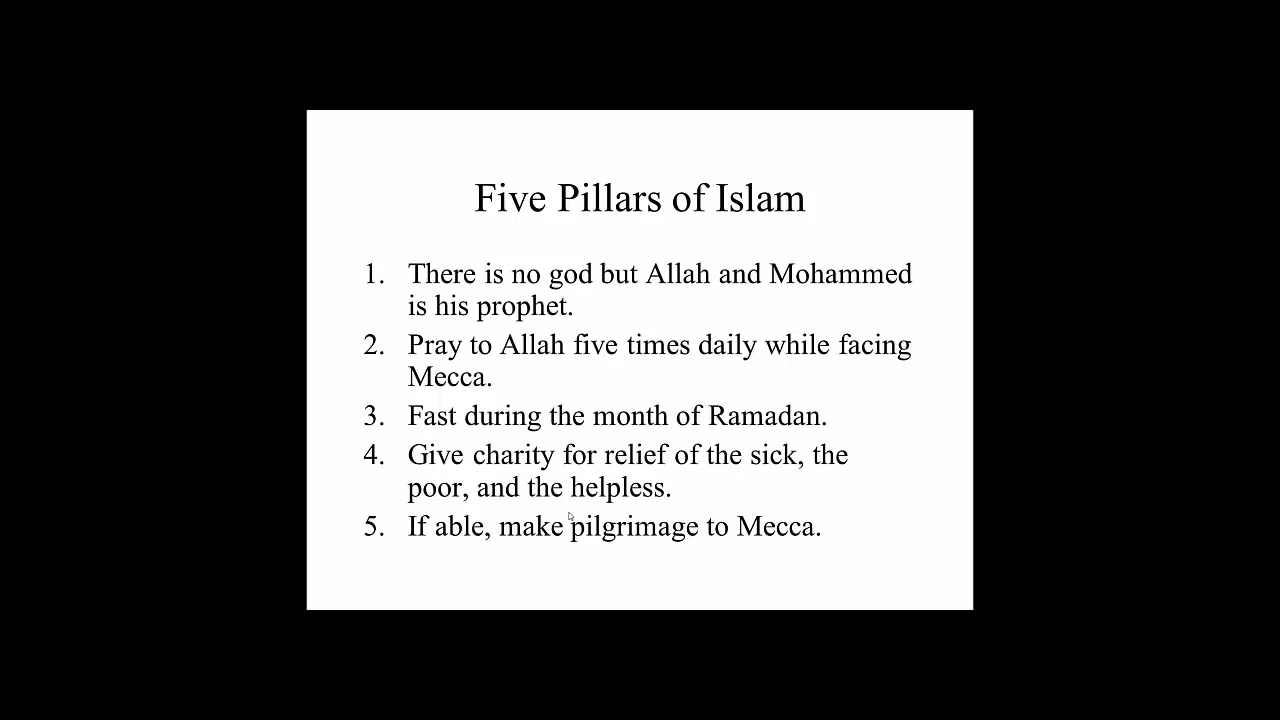 Five Pillars of Islam
1. There is no god but Allah and Mohammed
is his prophet.
2. Pray to Allah five times daily while facing
Mecca.
3. Fast during the month of Ramadan.
4. Give charity for relief of the sick, the
poor, and the helpless.
5. If able, make pilgrimage to Mecca.